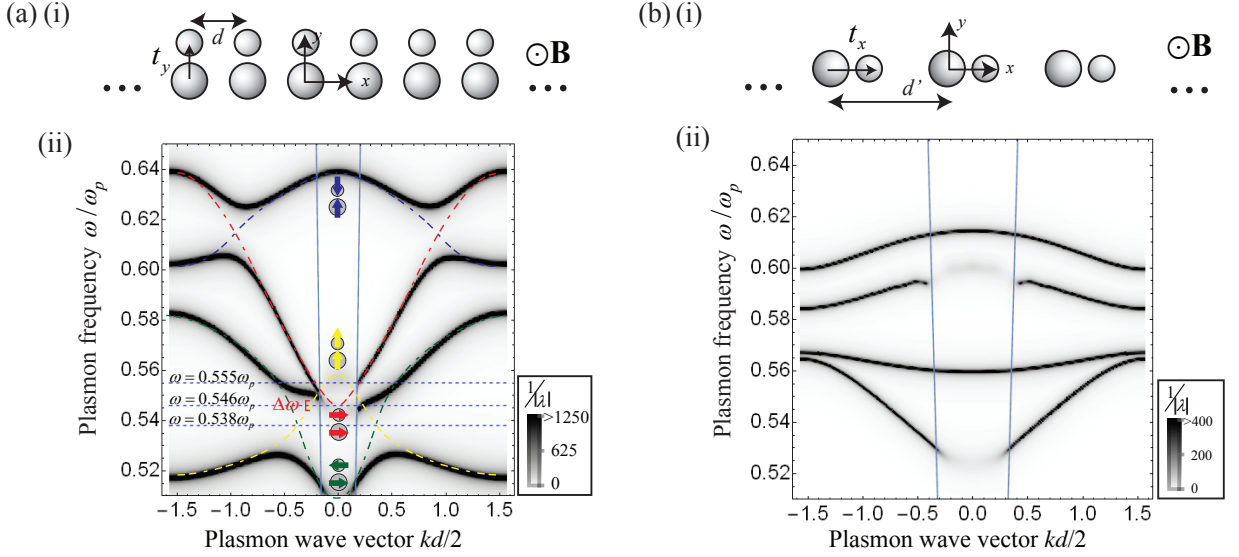 (a) (i)
d
y
t_y
x
⊙B
• • •
• • •
(ii)
Plasmon frequency ω/ω_p
0.64
0.62
0.60
0.58
0.56
0.54
0.52
ω = 0.555ω_p
ω = 0.546ω_p
Δω
ω = 0.538ω_p
-1.5 -1.0 -0.5 0.0 0.5 1.0 1.5
Plasmon wave vector kd/2
1/|λ|
>1250
625
0
(b) (i)
t_x
y
x
d'
⊙B
• • •
• • •
(ii)
Plasmon frequency ω/ω_p
0.64
0.62
0.60
0.58
0.56
0.54
0.52
-1.5 -1.0 -0.5 0.0 0.5 1.0 1.5
Plasmon wave vector kd/2
1/|λ|
>400
200
0